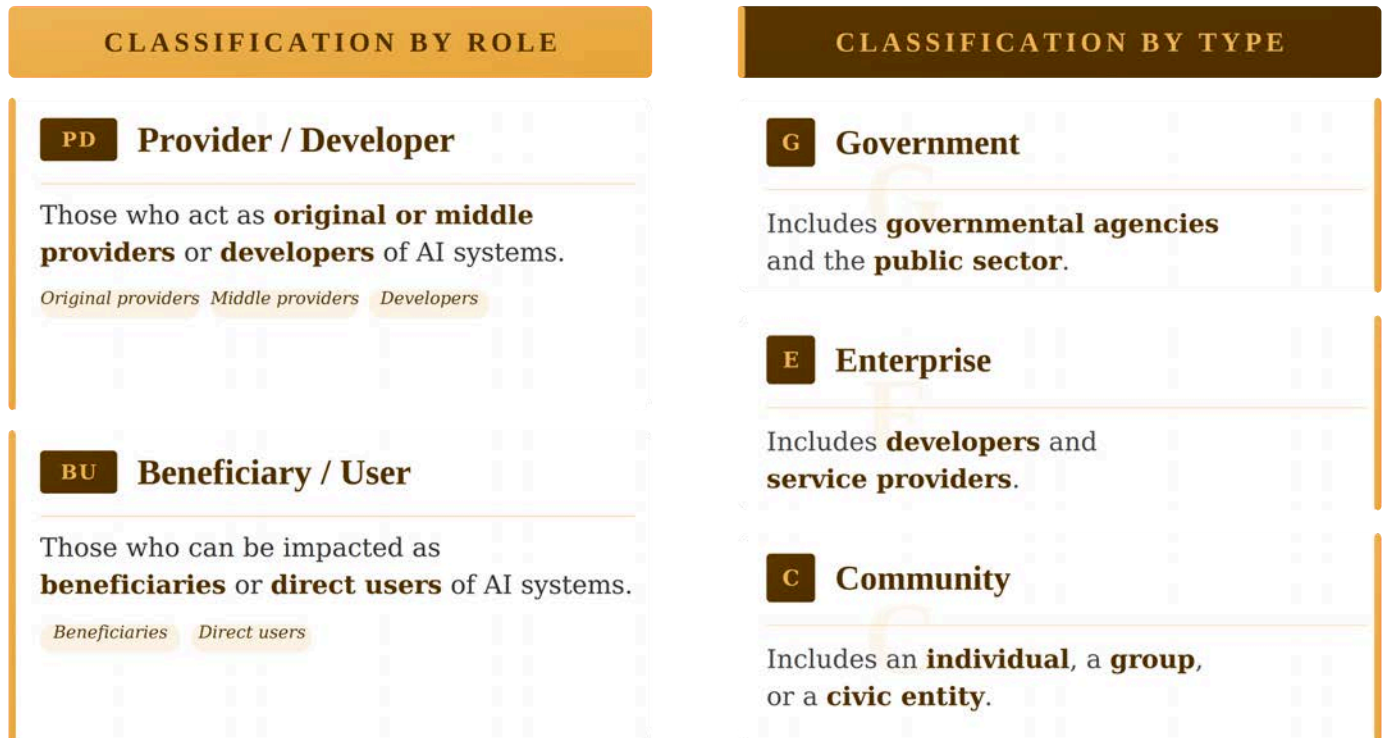 CLASSIFICATION BY ROLE
PD Provider / Developer
Those who act as original or middle
providers or developers of AI systems.
Original providers Middle providers Developers
BU Beneficiary / User
Those who can be impacted as
beneficiaries or direct users of AI systems.
Beneficiaries Direct users
CLASSIFICATION BY TYPE
G Government
G
Includes governmental agencies
and the public sector.
E Enterprise
E
Includes developers and
service providers.
C Community
C
Includes an individual, a group,
or a civic entity.